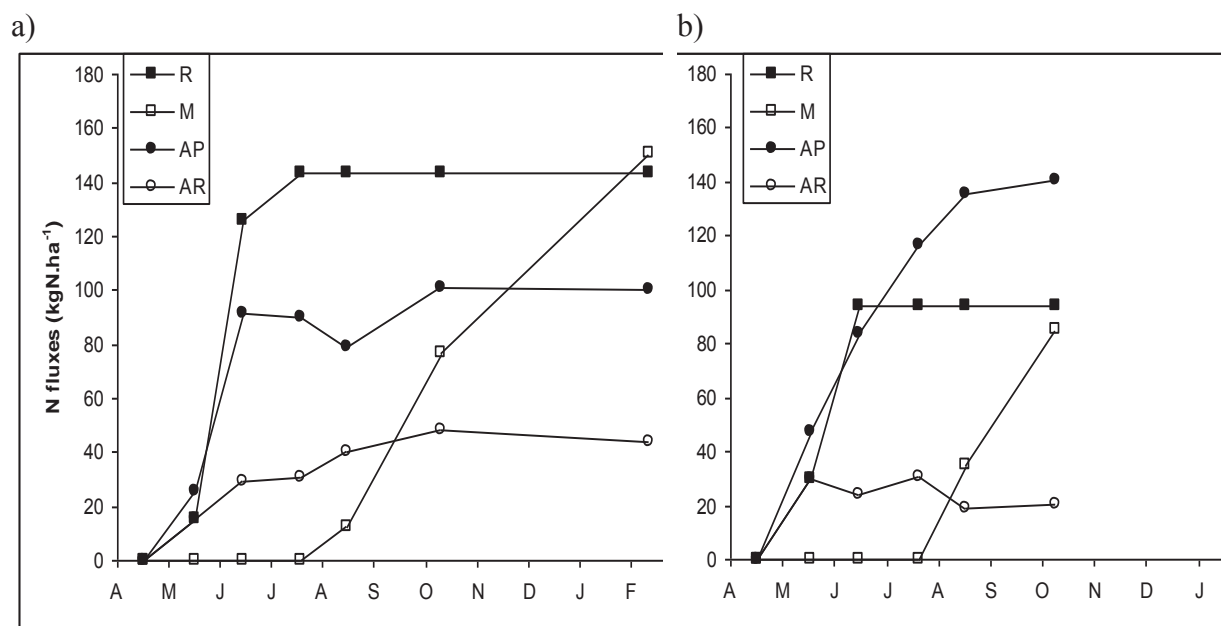 a)
180
160
140
120
100
80
60
40
20
0
N fluxes (kgN.ha⁻¹)
R
M
AP
AR
A M J J A S O N D J F
b)
180
160
140
120
100
80
60
40
20
0
R
M
AP
AR
A M J J A S O N D J